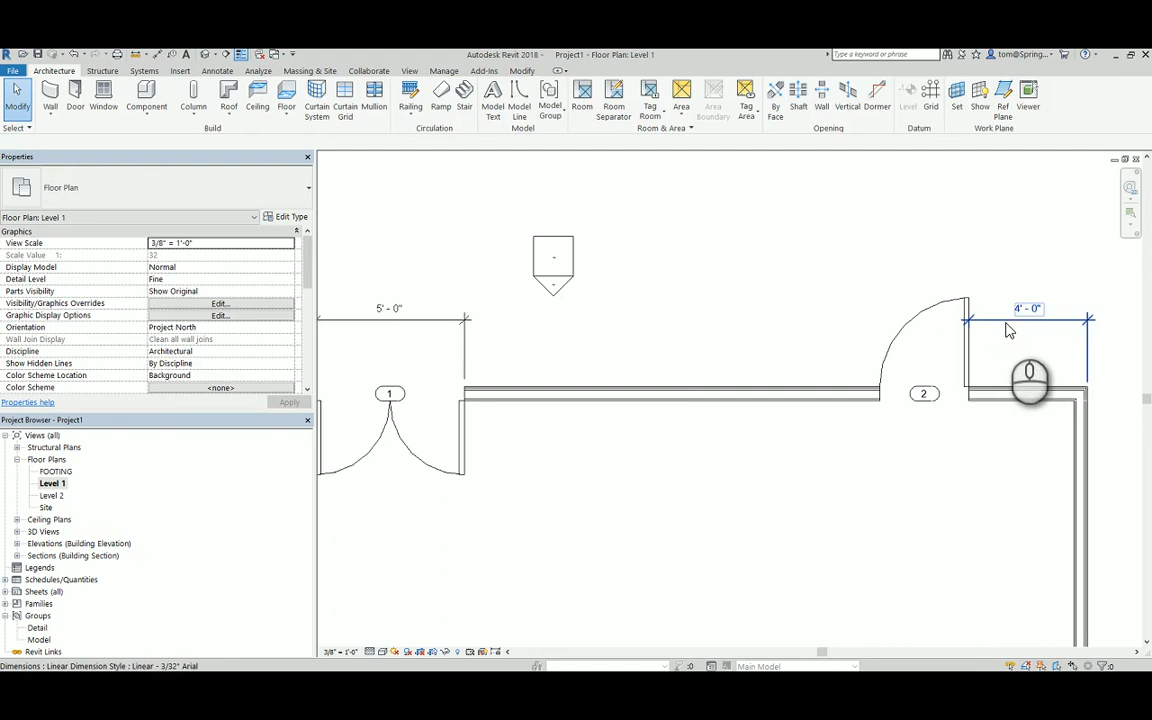 Autodesk Revit 2018 - Project1 - Floor Plan: Level 1
Type a keyword or phrase
tom@Spring...
File Architecture Structure Systems Insert Annotate Analyze Massing & Site Collaborate View Manage Add-Ins Modify
Modify Wall Door Window Component Column Roof Ceiling Floor Curtain System Curtain Grid Mullion Railing Ramp Stair Model Text Model Line Model Group Room Room Separator Tag Room Area Area Boundary Tag Area By Face Shaft Wall Vertical Dormer Level Grid Set Show Ref Plane Viewer
Select Build Circulation Model Room & Area Opening Datum Work Plane
Properties
Floor Plan
Floor Plan: Level 1 Edit Type
Graphics
View Scale 3/8" = 1'-0"
Scale Value 1: 32
Display Model Normal
Detail Level Fine
Parts Visibility Show Original
Visibility/Graphics Overrides Edit...
Graphic Display Options Edit...
Orientation Project North
Wall Join Display Clean all wall joins
Discipline Architectural
Show Hidden Lines By Discipline
Color Scheme Location Background
Color Scheme <none>
Properties help Apply
Project Browser - Project1
Views (all)
Structural Plans
Floor Plans
FOOTING
Level 1
Level 2
Site
Ceiling Plans
3D Views
Elevations (Building Elevation)
Sections (Building Section)
Legends
Schedules/Quantities
Sheets (all)
Families
Groups
Detail
Model
Revit Links
5' - 0"
4' - 0"
1
2
3/8" = 1'-0"
Dimensions : Linear Dimension Style : Linear - 3/32" Arial
:0 Main Model :0